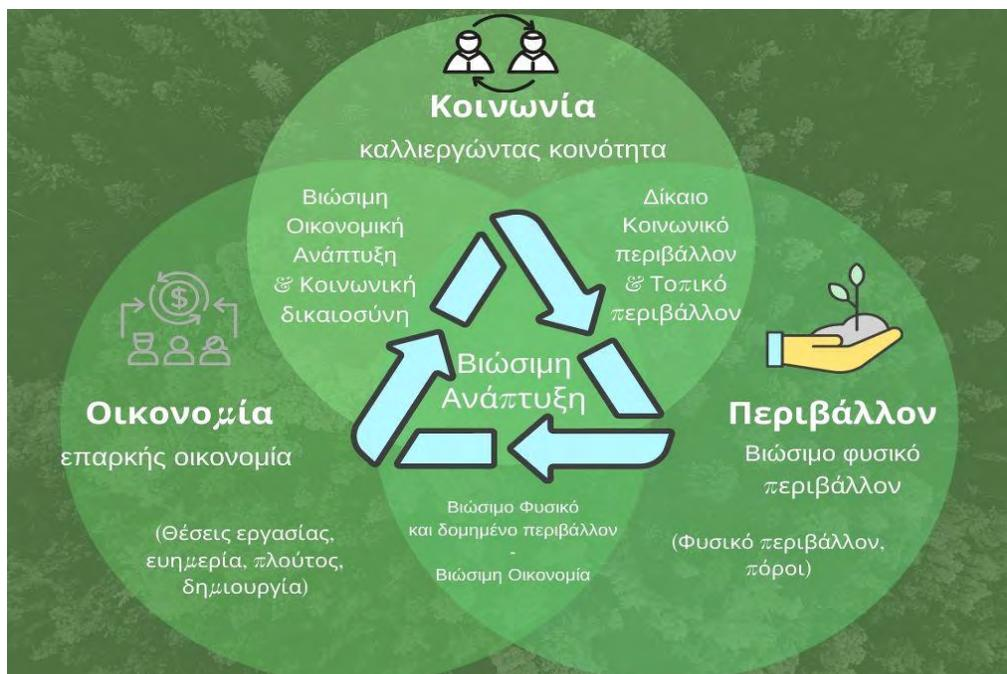 Κοινωνία
καλλιεργώντας κοινότητα
Βιώσιμη
Οικονομική
Ανάπτυξη
& Κοινωνική
δικαιοσύνη
Δίκαιο
Κοινωνικό
περιβάλλον
& Τοπικό
περιβάλλον
$
Βιώσιμη
Ανάπτυξη
Οικονομία
επαρκής οικονομία
(Θέσεις εργασίας,
ευημερία, πλούτος,
δημιουργία)
Περιβάλλον
Βιώσιμο φυσικό
περιβάλλον
(Φυσικό περιβάλλον,
πόροι)
Βιώσιμο Φυσικό
και δομημένο περιβάλλον
-
Βιώσιμη Οικονομία